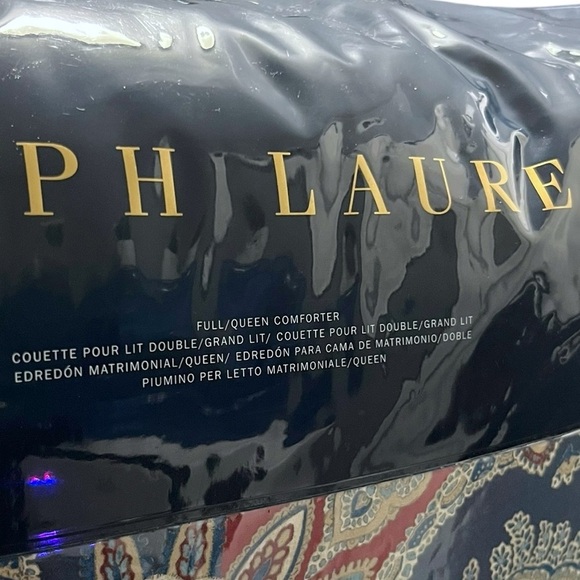 PH LAURE
FULL/QUEEN COMFORTER
COUETTE POUR LIT DOUBLE/GRAND LIT/ COUETTE POUR LIT DOUBLE/GRAND LIT
EDREDÓN MATRIMONIAL/QUEEN/ EDREDÓN PARA CAMA DE MATRIMONIO/DOBLE
PIUMINO PER LETTO MATRIMONIALE/QUEEN